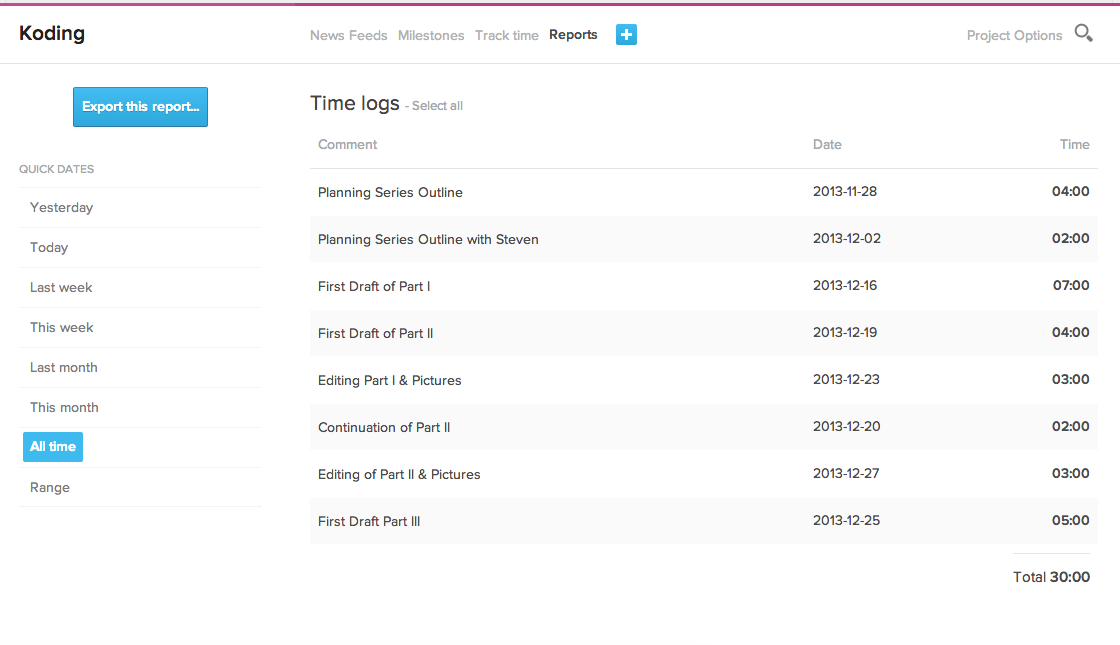 Koding
News Feeds Milestones Track time Reports +
Project Options
Export this report...
QUICK DATES
Yesterday
Today
Last week
This week
Last month
This month
All time
Range
Time logs - Select all
Comment Date Time
Planning Series Outline 2013-11-28 04:00
Planning Series Outline with Steven 2013-12-02 02:00
First Draft of Part I 2013-12-16 07:00
First Draft of Part II 2013-12-19 04:00
Editing Part I & Pictures 2013-12-23 03:00
Continuation of Part II 2013-12-20 02:00
Editing of Part II & Pictures 2013-12-27 03:00
First Draft Part III 2013-12-25 05:00
Total 30:00